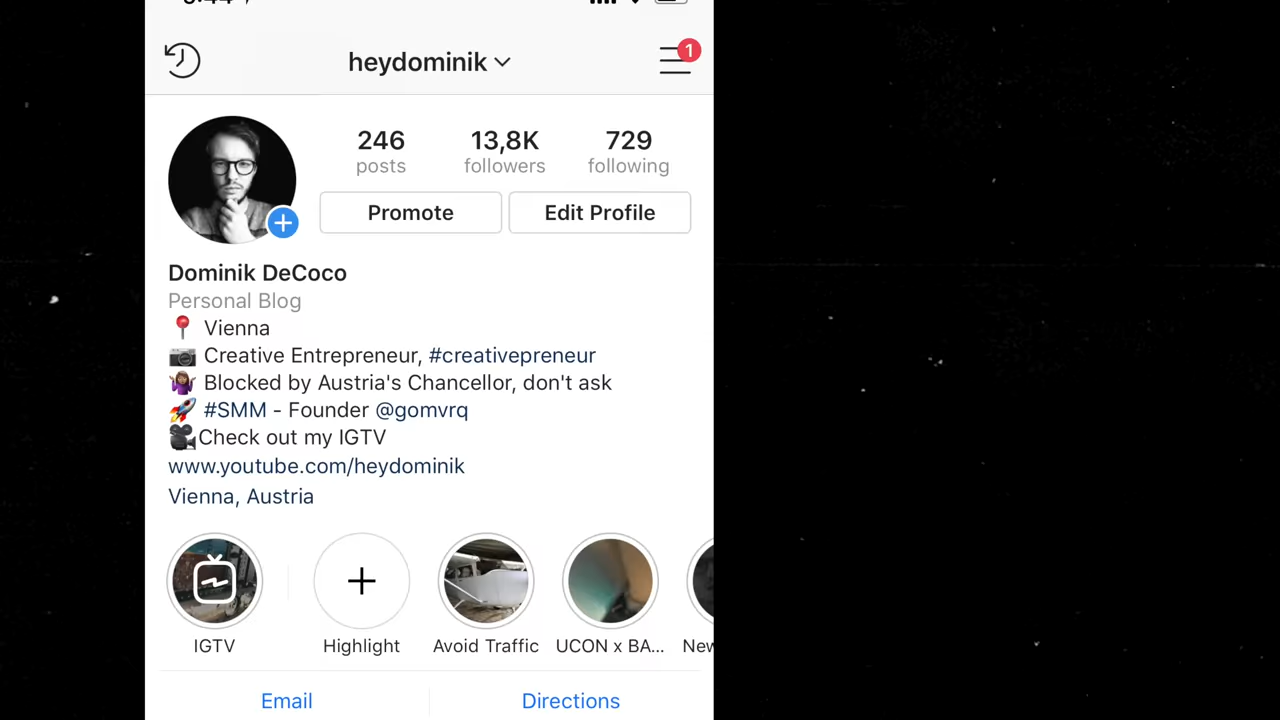 heydominik
1
246 13,8K 729
posts followers following
Promote Edit Profile
Dominik DeCoco
Personal Blog
📍 Vienna
📷 Creative Entrepreneur, #creativepreneur
🤷🏽‍♀️ Blocked by Austria's Chancellor, don't ask
🚀 #SMM - Founder @gomvrq
🎥Check out my IGTV
www.youtube.com/heydominik
Vienna, Austria
IGTV Highlight Avoid Traffic UCON x BA... New
Email Directions